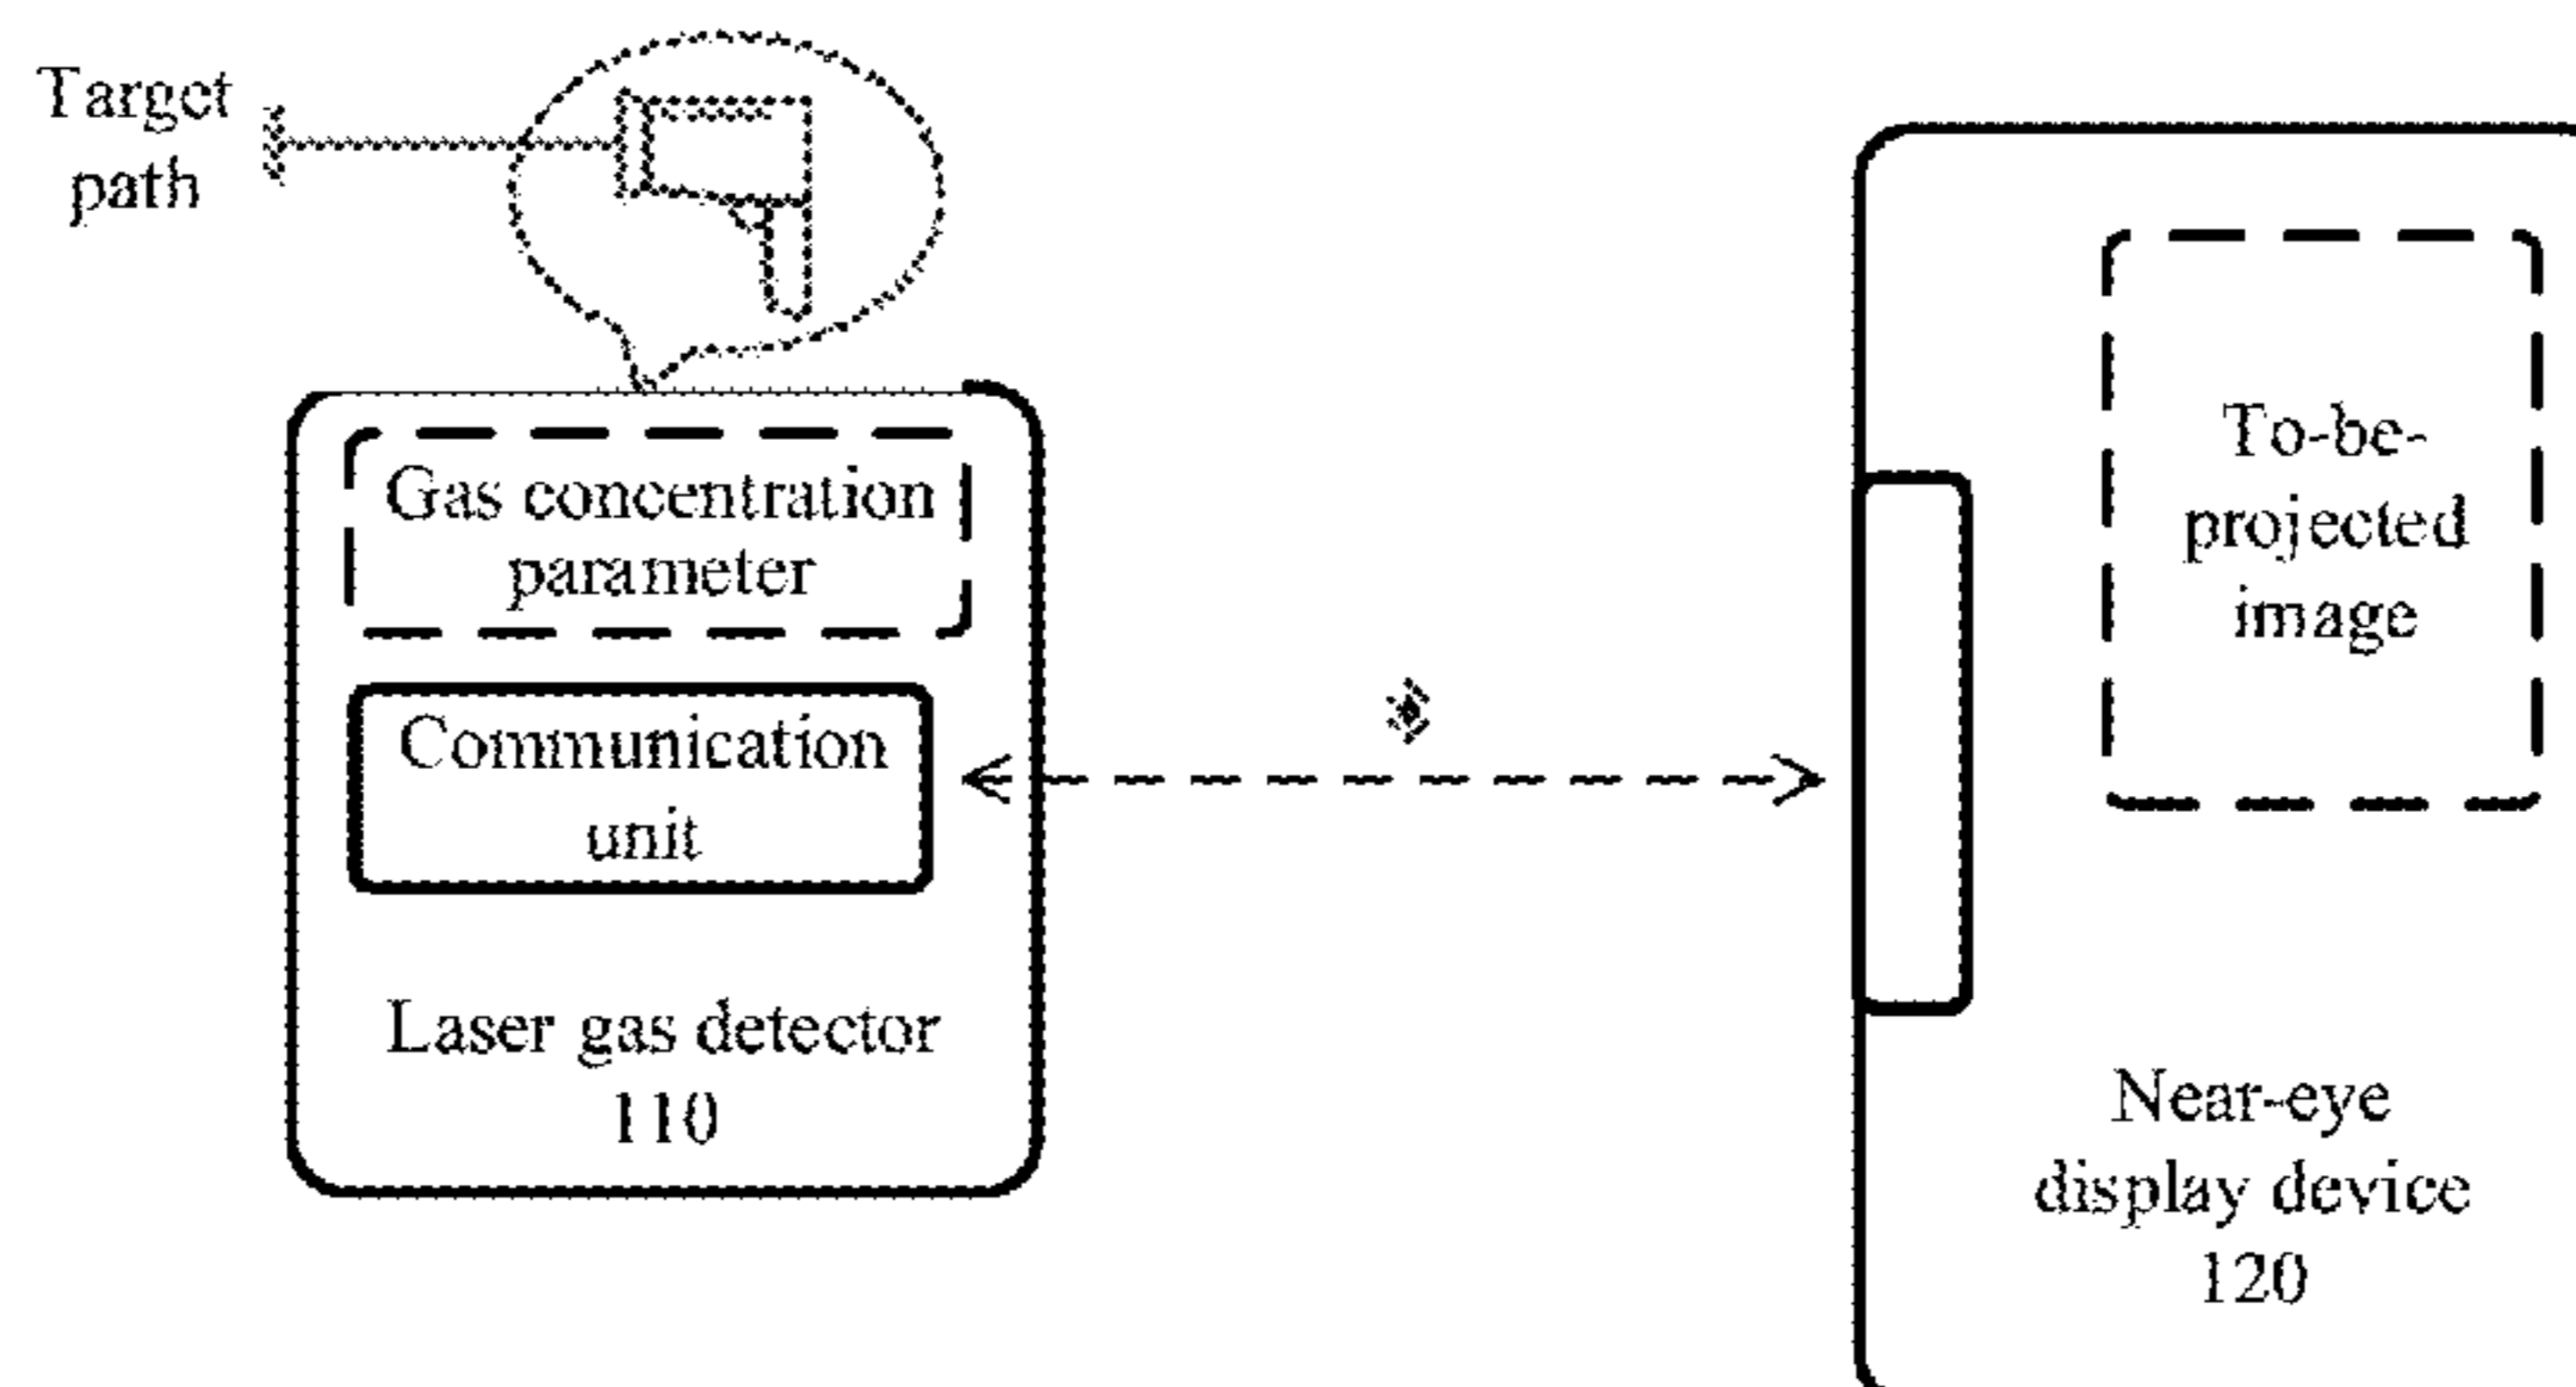 Target
path
Gas concentration
parameter
Communication
unit
Laser gas detector
110
To-be-
projected
image
Near-eye
display device
120